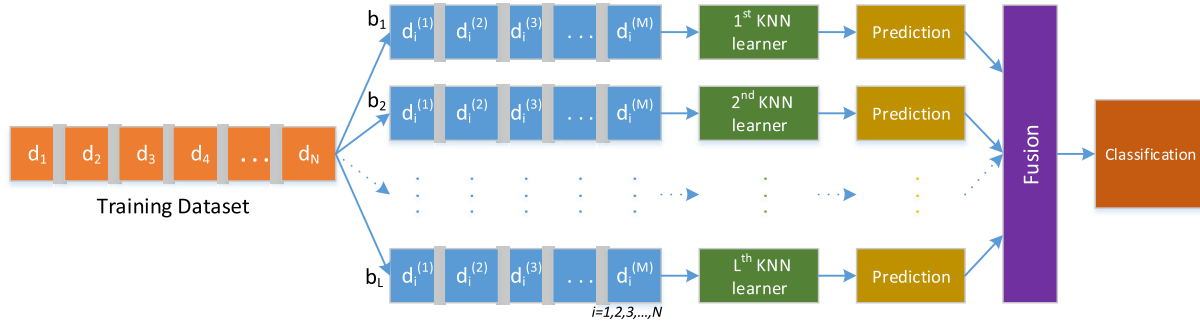 b₁ dᵢ⁽¹⁾ dᵢ⁽²⁾ dᵢ⁽³⁾ ... dᵢ⁽ᴹ⁾ 1ˢᵗ KNN learner Prediction
b₂ dᵢ⁽¹⁾ dᵢ⁽²⁾ dᵢ⁽³⁾ ... dᵢ⁽ᴹ⁾ 2ⁿᵈ KNN learner Prediction
d₁ d₂ d₃ d₄ ... d_N
Training Dataset
b_L dᵢ⁽¹⁾ dᵢ⁽²⁾ dᵢ⁽³⁾ ... dᵢ⁽ᴹ⁾ Lᵗʰ KNN learner Prediction
i=1,2,3,...,N
Fusion
Classification